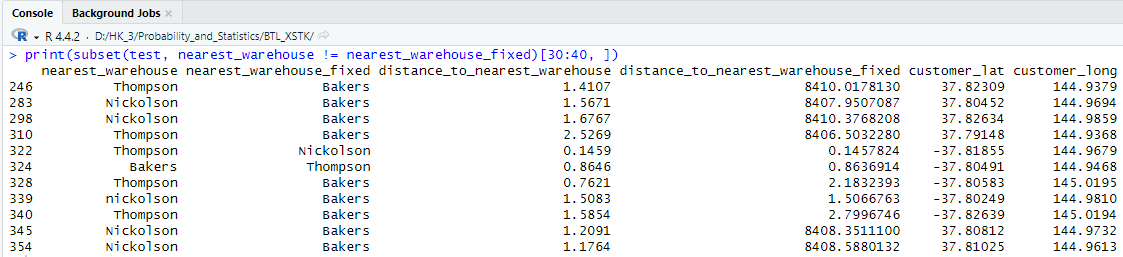 Console Background Jobs ×
R 4.4.2 · D:/HK_3/Probability_and_Statistics/BTL_XSTK/
> print(subset(test, nearest_warehouse != nearest_warehouse_fixed)[30:40, ])
nearest_warehouse nearest_warehouse_fixed distance_to_nearest_warehouse distance_to_nearest_warehouse_fixed customer_lat customer_long
246 Thompson Bakers 1.4107 8410.0178130 37.82309 144.9379
283 Nickolson Bakers 1.5671 8407.9507087 37.80452 144.9694
298 Nickolson Bakers 1.6767 8410.3768208 37.82634 144.9859
310 Thompson Bakers 2.5269 8406.5032280 37.79148 144.9368
322 Thompson Nickolson 0.1459 0.1457824 -37.81855 144.9679
324 Bakers Thompson 0.8646 0.8636914 -37.80491 144.9468
328 Thompson Bakers 0.7621 2.1832393 -37.80583 145.0195
339 nickolson Bakers 1.5083 1.5066763 -37.80249 144.9810
340 Thompson Bakers 1.5854 2.7996746 -37.82639 145.0194
345 Nickolson Bakers 1.2091 8408.3511100 37.80812 144.9732
354 Nickolson Bakers 1.1764 8408.5880132 37.81025 144.9613